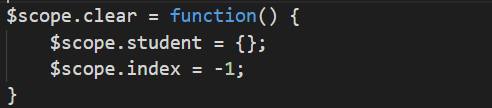 $scope.clear = function() {
    $scope.student = {};
    $scope.index = -1;
}